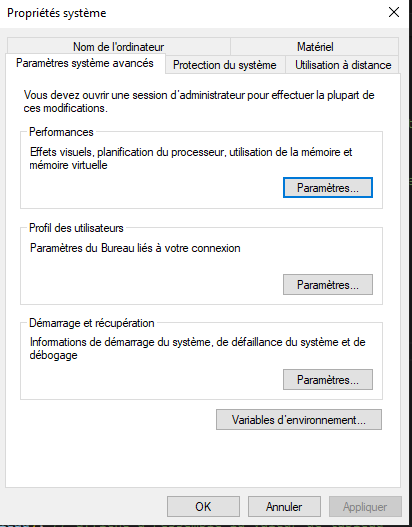 Propriétés système
Nom de l'ordinateur
Matériel
Paramètres système avancés
Protection du système
Utilisation à distance
Vous devez ouvrir une session d'administrateur pour effectuer la plupart de
ces modifications.
Performances
Effets visuels, planification du processeur, utilisation de la mémoire et
mémoire virtuelle
Paramètres...
Profil des utilisateurs
Paramètres du Bureau liés à votre connexion
Paramètres...
Démarrage et récupération
Informations de démarrage du système, de défaillance du système et de
débogage
Paramètres...
Variables d'environnement...
OK
Annuler
Appliquer